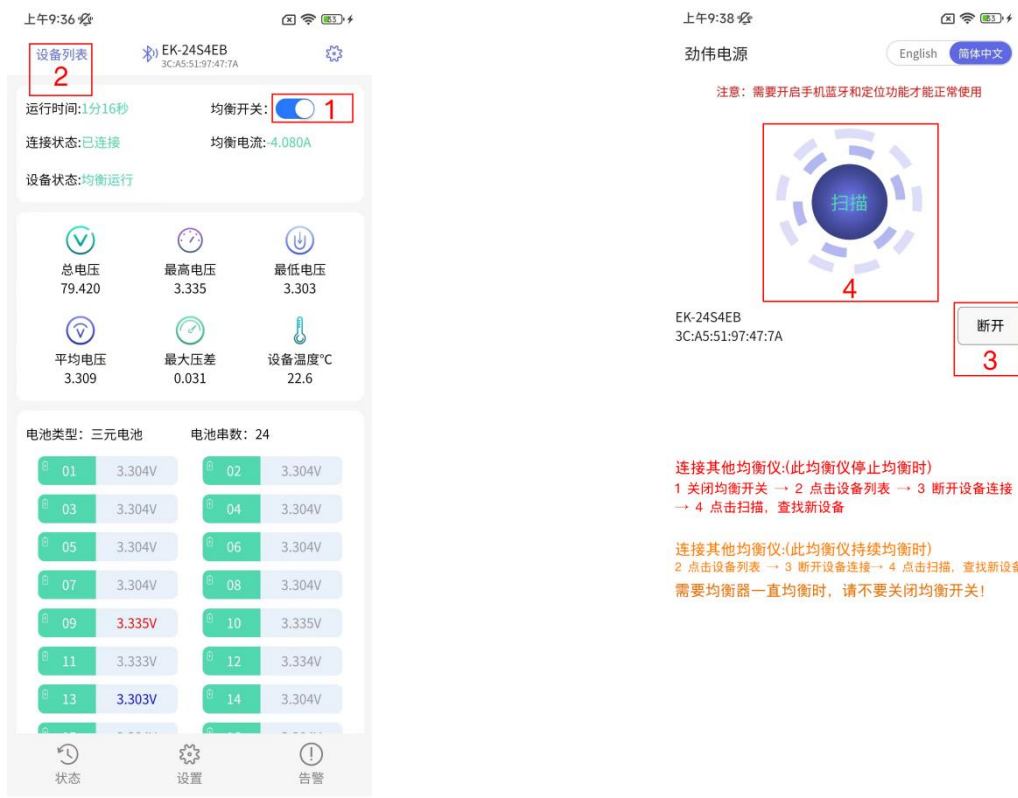 上午9:36
83
设备列表
EK-24S4EB
3C:A5:51:97:47:7A
2
运行时间:1分16秒
均衡开关:
1
连接状态:已连接
均衡电流:-4.080A
设备状态:均衡运行
总电压
最高电压
最低电压
79.420
3.335
3.303
平均电压
最大压差
设备温度°C
3.309
0.031
22.6
电池类型：三元电池
电池串数：24
01 3.304V
02 3.304V
03 3.304V
04 3.304V
05 3.304V
06 3.304V
07 3.304V
08 3.304V
09 3.335V
10 3.335V
11 3.333V
12 3.334V
13 3.303V
14 3.304V
状态
设置
告警
上午9:38
83
劲伟电源
English
简体中文
注意：需要开启手机蓝牙和定位功能才能正常使用
扫描
4
EK-24S4EB
3C:A5:51:97:47:7A
断开
3
连接其他均衡仪:(此均衡仪停止均衡时)
1 关闭均衡开关 → 2 点击设备列表 → 3 断开设备连接
→ 4 点击扫描，查找新设备
连接其他均衡仪:(此均衡仪持续均衡时)
2 点击设备列表 → 3 断开设备连接→ 4 点击扫描，查找新设备
需要均衡器一直均衡时，请不要关闭均衡开关！